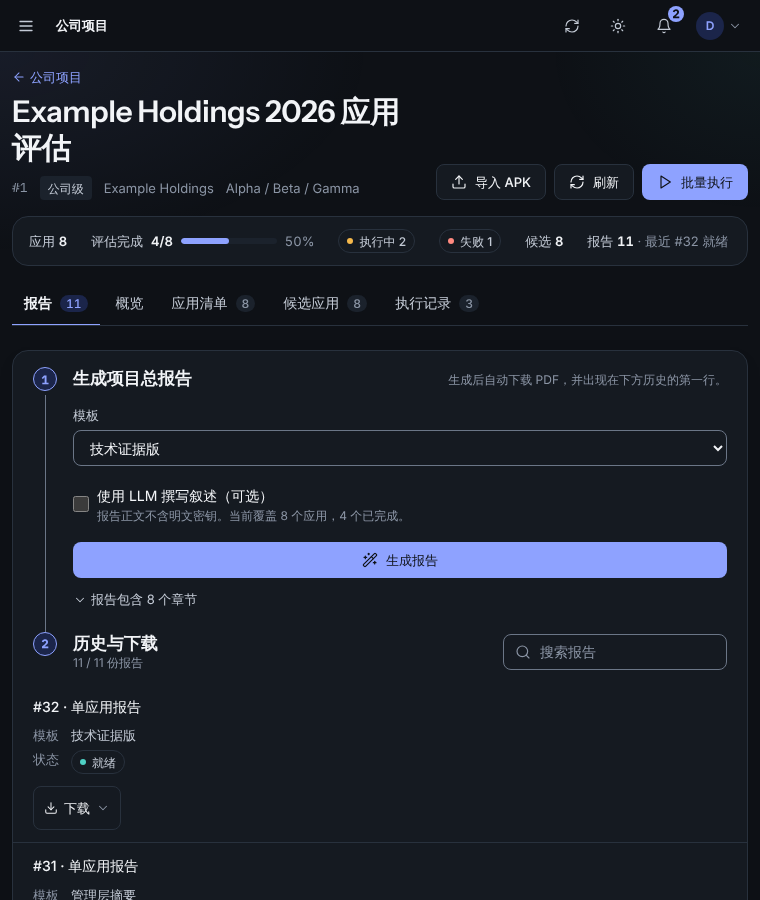 公司项目
2
D
公司项目
Example Holdings 2026 应用
评估
#1 公司级 Example Holdings Alpha / Beta / Gamma
导入 APK 刷新 批量执行
应用 8 评估完成 4/8 50% 执行中 2 失败 1 候选 8 报告 11 · 最近 #32 就绪
报告 11 概览 应用清单 8 候选应用 8 执行记录 3
1 生成项目总报告 生成后自动下载 PDF，并出现在下方历史的第一行。
模板
技术证据版
使用 LLM 撰写叙述（可选）
报告正文不含明文密钥。当前覆盖 8 个应用，4 个已完成。
生成报告
报告包含 8 个章节
2 历史与下载 搜索报告
11 / 11 份报告
#32 · 单应用报告
模板 技术证据版
状态 就绪
下载
#31 · 单应用报告
模板 管理层摘要